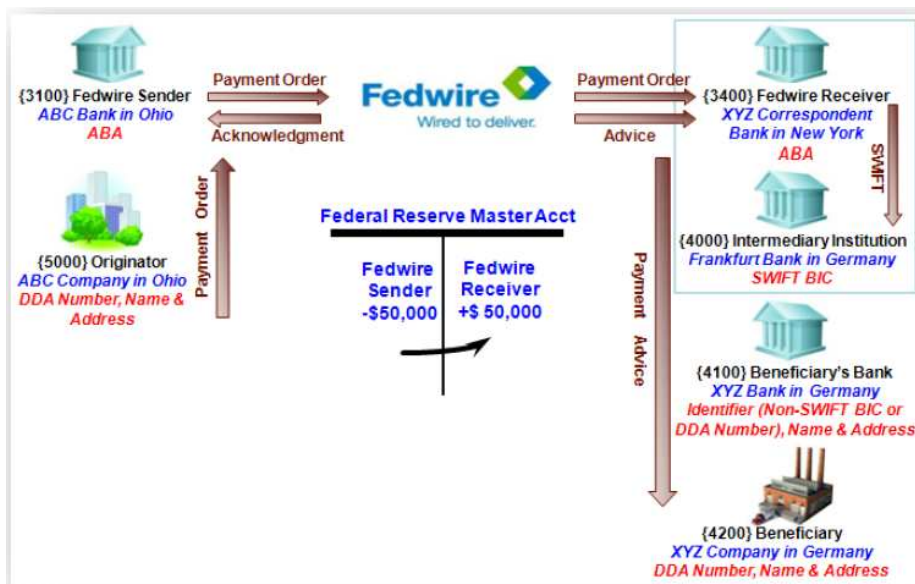 {3100} Fedwire Sender
ABC Bank in Ohio
ABA
Payment Order
Acknowledgment
Fedwire
Wired to deliver.
Payment Order
Advice
{3400} Fedwire Receiver
XYZ Correspondent
Bank in New York
ABA
SWIFT
Payment Order
{5000} Originator
ABC Company in Ohio
DDA Number, Name &
Address
Federal Reserve Master Acct
Fedwire
Sender
-$50,000
Fedwire
Receiver
+$ 50,000
Payment Advice
{4000} Intermediary Institution
Frankfurt Bank in Germany
SWIFT BIC
{4100} Beneficiary's Bank
XYZ Bank in Germany
Identifier (Non-SWIFT BIC or
DDA Number), Name & Address
{4200} Beneficiary
XYZ Company in Germany
DDA Number, Name & Address